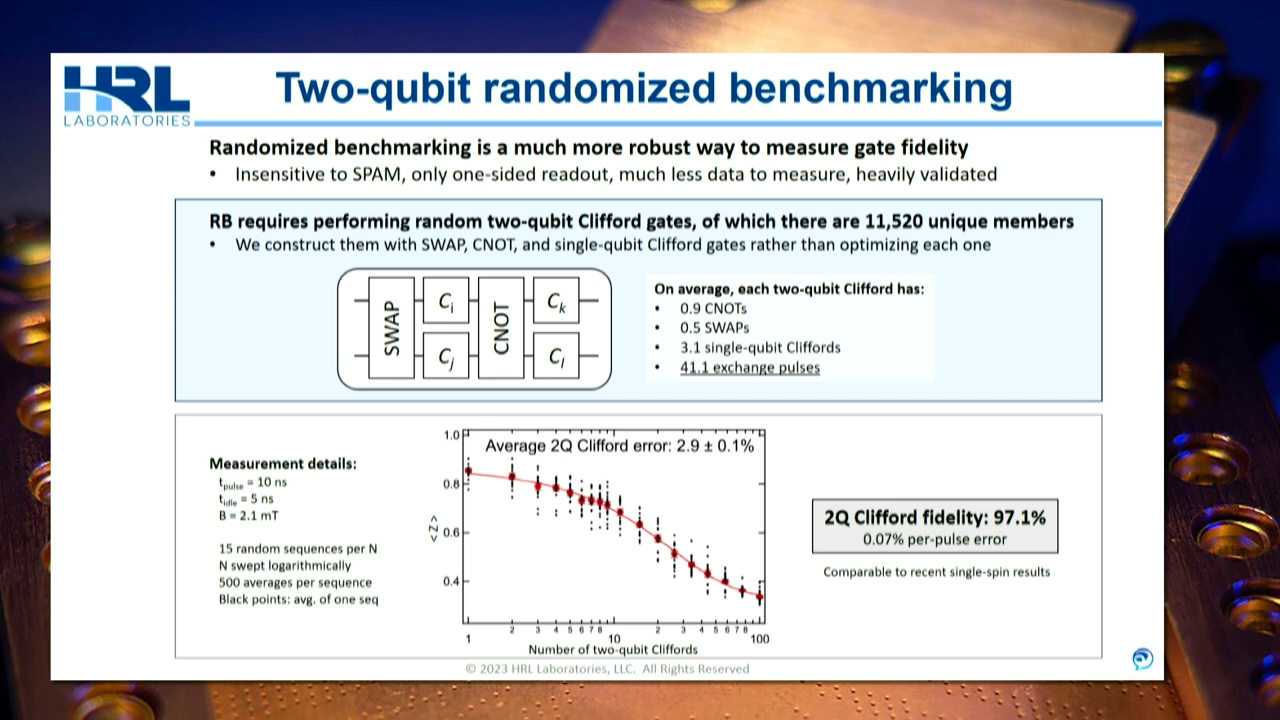 HRL
LABORATORIES
Two-qubit randomized benchmarking
Randomized benchmarking is a much more robust way to measure gate fidelity
• Insensitive to SPAM, only one-sided readout, much less data to measure, heavily validated
RB requires performing random two-qubit Clifford gates, of which there are 11,520 unique members
• We construct them with SWAP, CNOT, and single-qubit Clifford gates rather than optimizing each one
SWAP
Ci
Cj
CNOT
Ck
Cl
On average, each two-qubit Clifford has:
• 0.9 CNOTs
• 0.5 SWAPs
• 3.1 single-qubit Cliffords
• 41.1 exchange pulses
Measurement details:
tpulse = 10 ns
tidle = 5 ns
B = 2.1 mT
15 random sequences per N
N swept logarithmically
500 averages per sequence
Black points: avg. of one seq
Average 2Q Clifford error: 2.9 ± 0.1%
1.0
0.8
0.6
0.4
<Z>
1 2 3 4 5 6 7 8 10 2 3 4 5 6 7 8 100
Number of two-qubit Cliffords
2Q Clifford fidelity: 97.1%
0.07% per-pulse error
Comparable to recent single-spin results
© 2023 HRL Laboratories, LLC. All Rights Reserved